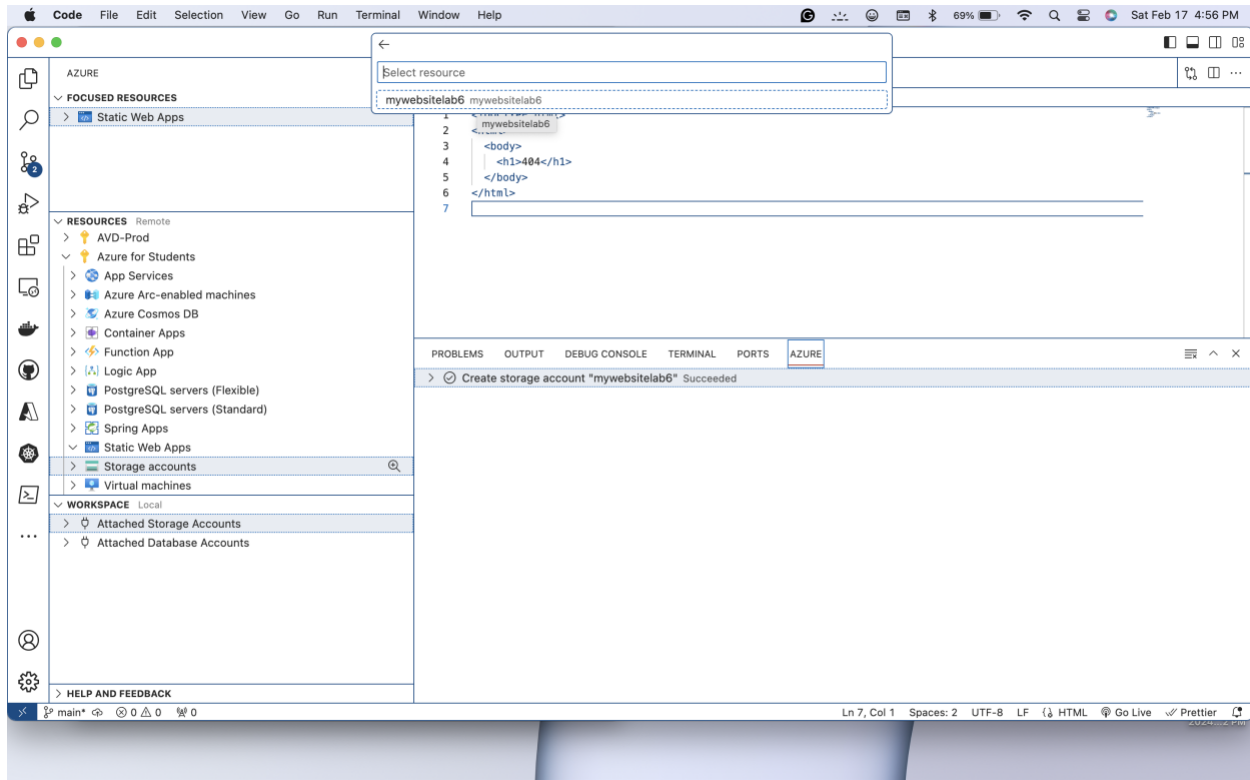 Code File Edit Selection View Go Run Terminal Window Help 69% Sat Feb 17 4:56 PM
Select resource
mywebsitelab6 mywebsitelab6
mywebsitelab6
AZURE
FOCUSED RESOURCES
Static Web Apps
RESOURCES Remote
AVD-Prod
Azure for Students
App Services
Azure Arc-enabled machines
Azure Cosmos DB
Container Apps
Function App
Logic App
PostgreSQL servers (Flexible)
PostgreSQL servers (Standard)
Spring Apps
Static Web Apps
Storage accounts
Virtual machines
WORKSPACE Local
Attached Storage Accounts
Attached Database Accounts
HELP AND FEEDBACK
2
1
2
3 <body>
4 <h1>404</h1>
5 </body>
6 </html>
7
PROBLEMS OUTPUT DEBUG CONSOLE TERMINAL PORTS AZURE
Create storage account "mywebsitelab6" Succeeded
main* 0 0 0 Ln 7, Col 1 Spaces: 2 UTF-8 LF HTML Go Live Prettier